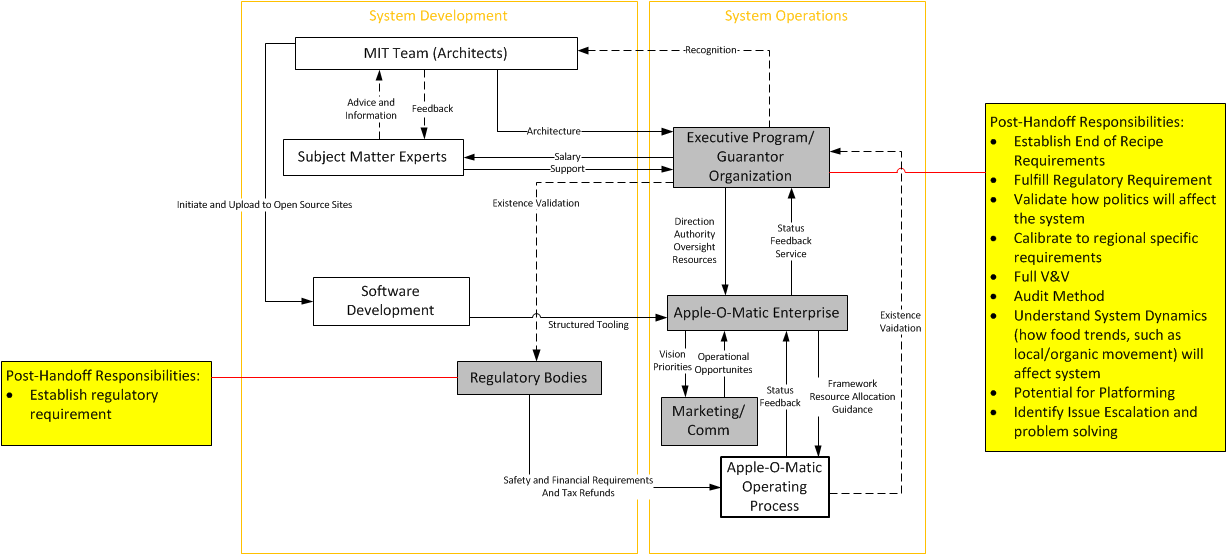 System Development
System Operations
MIT Team (Architects)
Recognition
Advice and
Information
Feedback
Architecture
Executive Program/
Guarantor
Organization
Subject Matter Experts
Salary
Support
Initiate and Upload to Open Source Sites
Existence Validation
Direction
Authority
Oversight
Resources
Status
Feedback
Service
Software
Development
Structured Tooling
Apple-O-Matic Enterprise
Existence
Vaidation
Vision
Priorities
Operational
Opportunites
Regulatory Bodies
Marketing/
Comm
Status
Feedback
Framework
Resource Allocation
Guidance
Safety and Financial Requirements
And Tax Refunds
Apple-O-Matic
Operating
Process
Post-Handoff Responsibilities:
• Establish regulatory
requirement
Post-Handoff Responsibilities:
• Establish End of Recipe
Requirements
• Fulfill Regulatory Requirement
• Validate how politics will affect
the system
• Calibrate to regional specific
requirements
• Full V&V
• Audit Method
• Understand System Dynamics
(how food trends, such as
local/organic movement) will
affect system
• Potential for Platforming
• Identify Issue Escalation and
problem solving